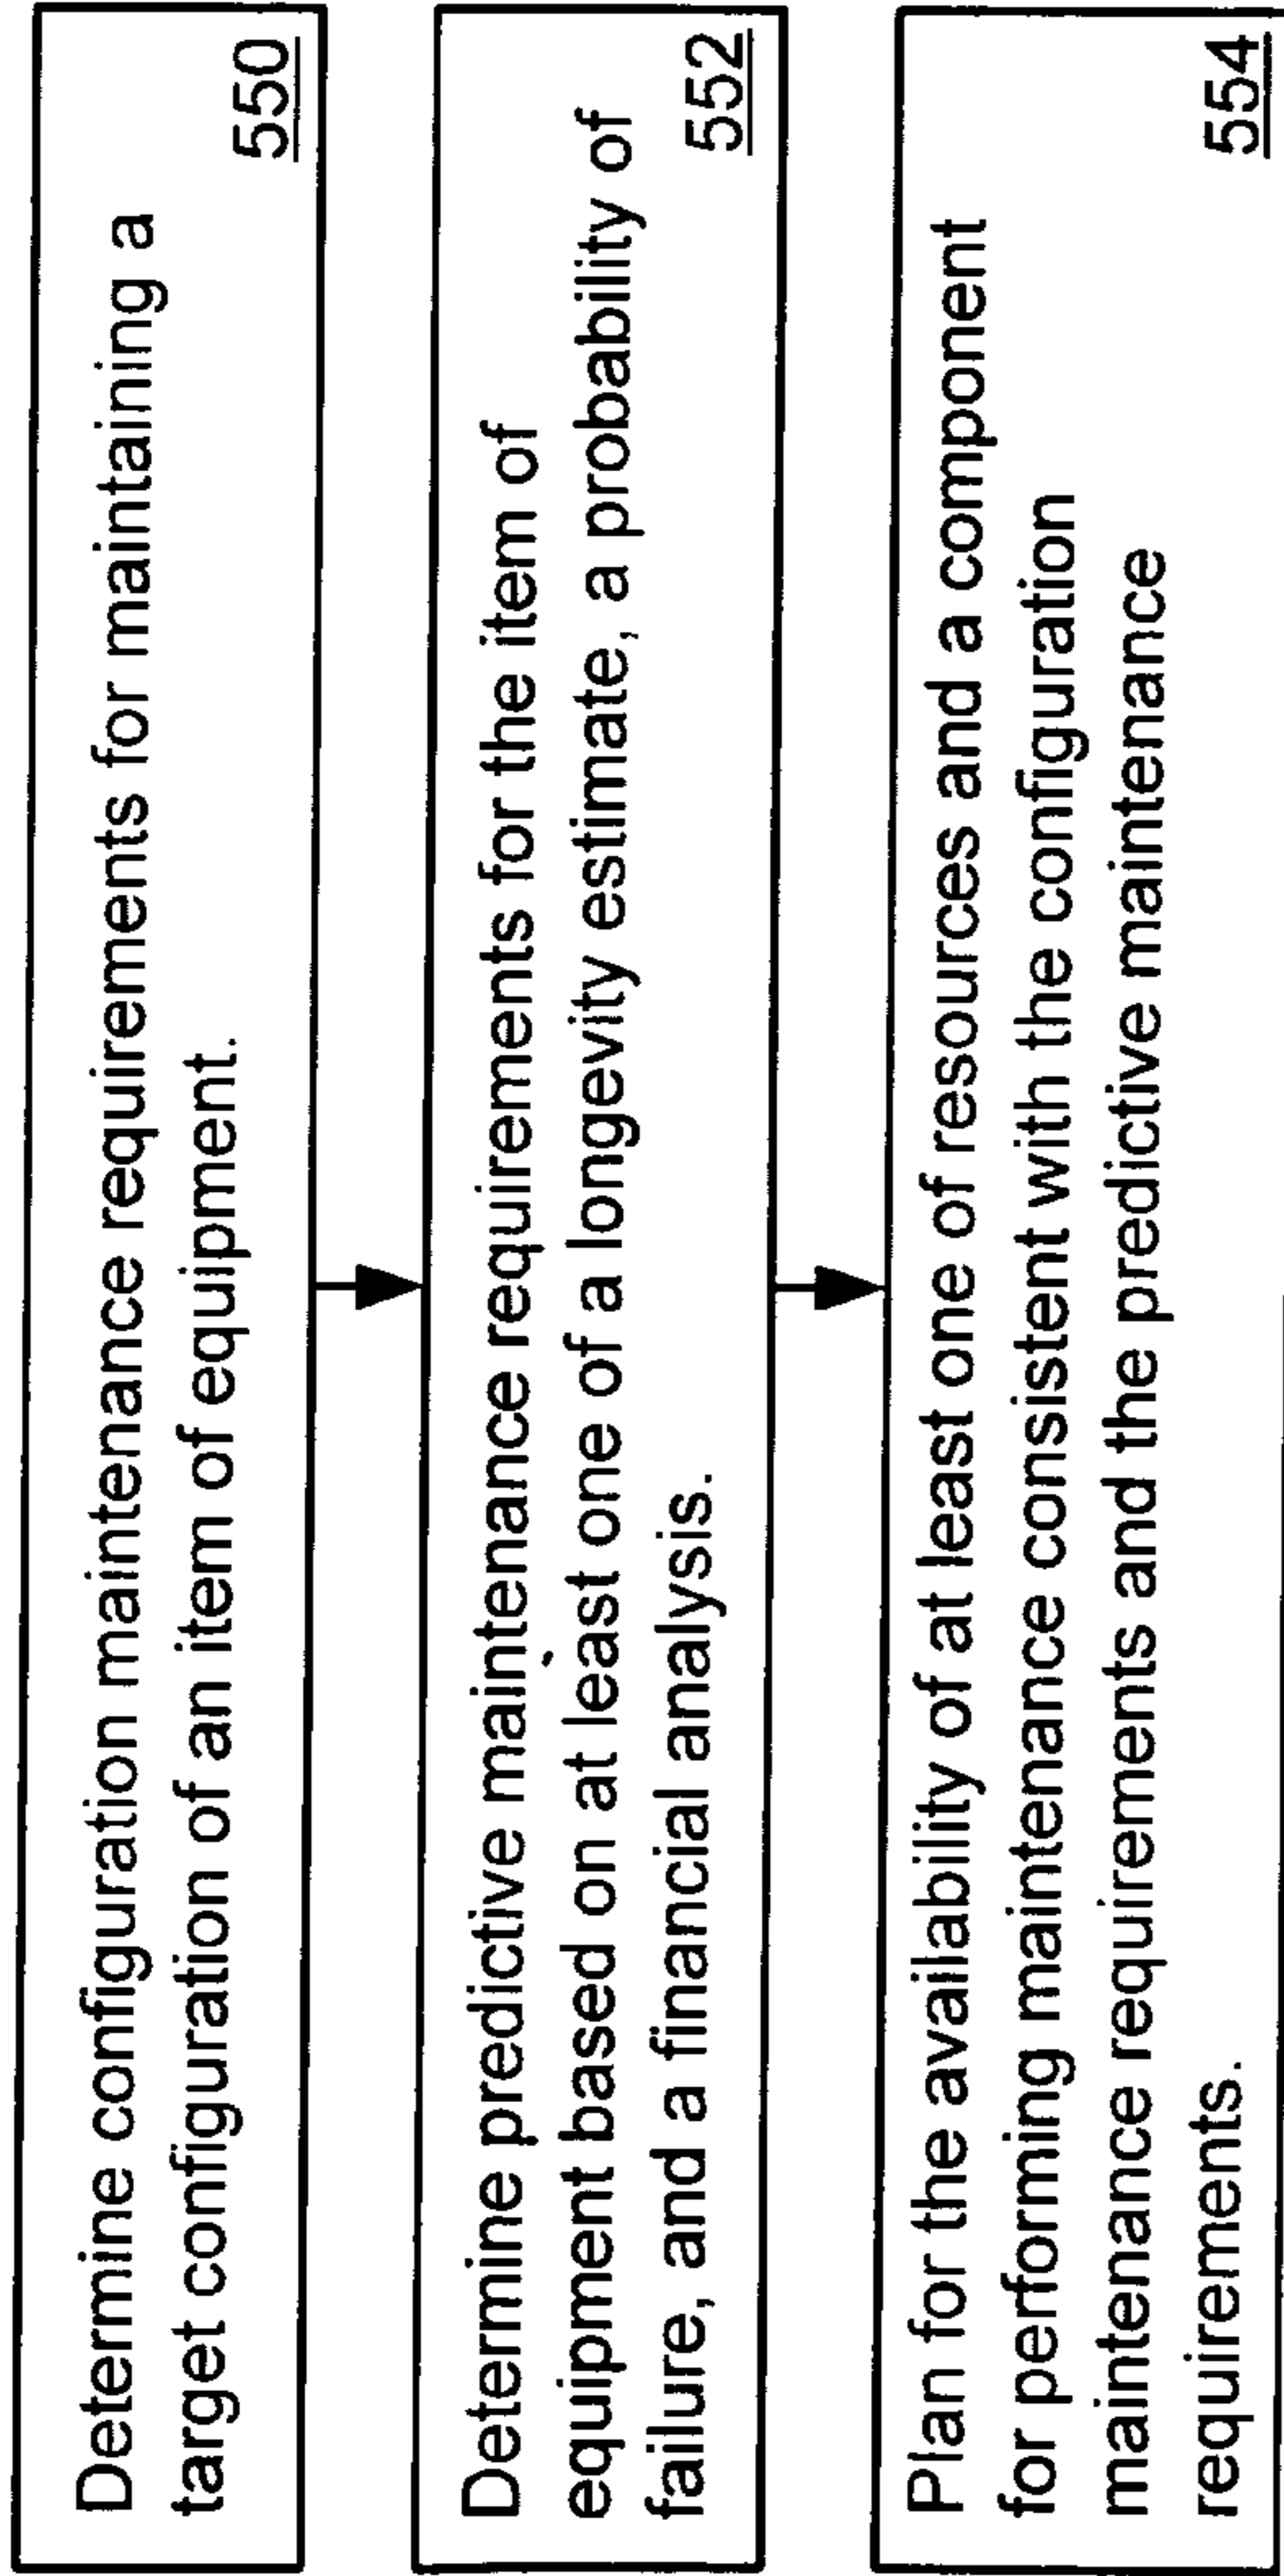 Determine configuration maintenance requirements for maintaining a
target configuration of an item of equipment.
550
Determine predictive maintenance requirements for the item of
equipment based on at least one of a longevity estimate, a probability of
failure, and a financial analysis.
552
Plan for the availability of at least one of resources and a component
for performing maintenance consistent with the configuration
maintenance requirements and the predictive maintenance
requirements.
554